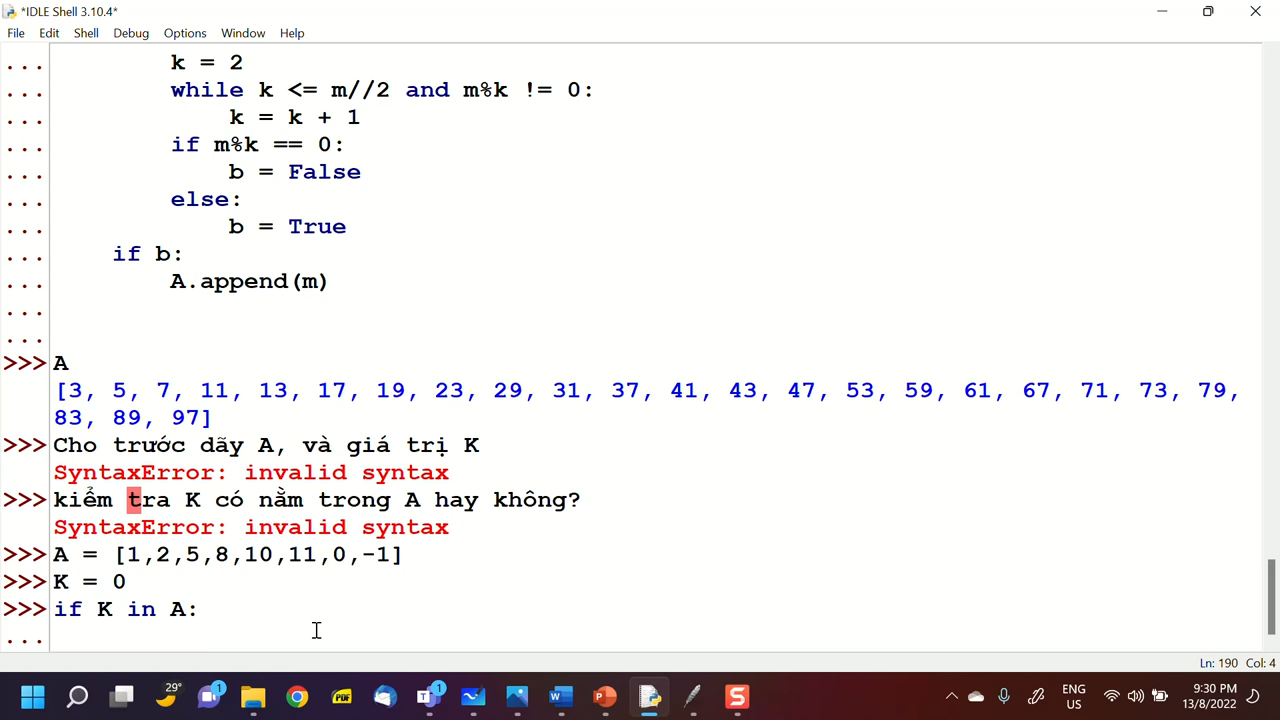 *IDLE Shell 3.10.4*
File Edit Shell Debug Options Window Help
... k = 2
... while k <= m//2 and m%k != 0:
... k = k + 1
... if m%k == 0:
... b = False
... else:
... b = True
... if b:
... A.append(m)
...
...
>>> A
[3, 5, 7, 11, 13, 17, 19, 23, 29, 31, 37, 41, 43, 47, 53, 59, 61, 67, 71, 73, 79,
83, 89, 97]
>>> Cho trước dãy A, và giá trị K
SyntaxError: invalid syntax
>>> kiểm tra K có nằm trong A hay không?
SyntaxError: invalid syntax
>>> A = [1,2,5,8,10,11,0,-1]
>>> K = 0
>>> if K in A:
...
Ln: 190 Col: 4
29° 1 PDF 1 ENG 9:30 PM
US 13/8/2022